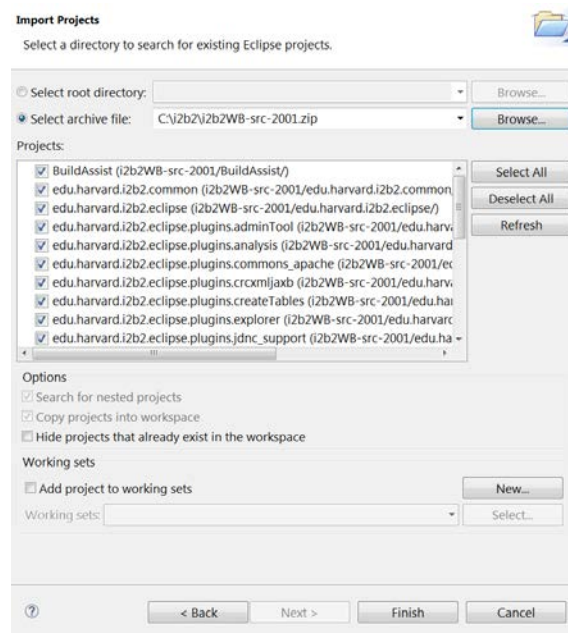 Import Projects
Select a directory to search for existing Eclipse projects.
Select root directory: Browse...
Select archive file: C:\i2b2\i2b2WB-src-2001.zip Browse...
Projects:
BuildAssist (i2b2WB-src-2001/BuildAssist/) Select All
edu.harvard.i2b2.common (i2b2WB-src-2001/edu.harvard.i2b2.common,
edu.harvard.i2b2.eclipse (i2b2WB-src-2001/edu.harvard.i2b2.eclipse/) Deselect All
edu.harvard.i2b2.eclipse.plugins.adminTool (i2b2WB-src-2001/edu.harv Refresh
edu.harvard.i2b2.eclipse.plugins.analysis (i2b2WB-src-2001/edu.harvard
edu.harvard.i2b2.eclipse.plugins.commons_apache (i2b2WB-src-2001/ec
edu.harvard.i2b2.eclipse.plugins.crcxmljaxb (i2b2WB-src-2001/edu.harv
edu.harvard.i2b2.eclipse.plugins.createTables (i2b2WB-src-2001/edu.har
edu.harvard.i2b2.eclipse.plugins.explorer (i2b2WB-src-2001/edu.harvarc
edu.harvard.i2b2.eclipse.plugins.jdnc_support (i2b2WB-src-2001/edu.ha
Options
Search for nested projects
Copy projects into workspace
Hide projects that already exist in the workspace
Working sets
Add project to working sets New...
Working sets: Select...
? < Back Next > Finish Cancel